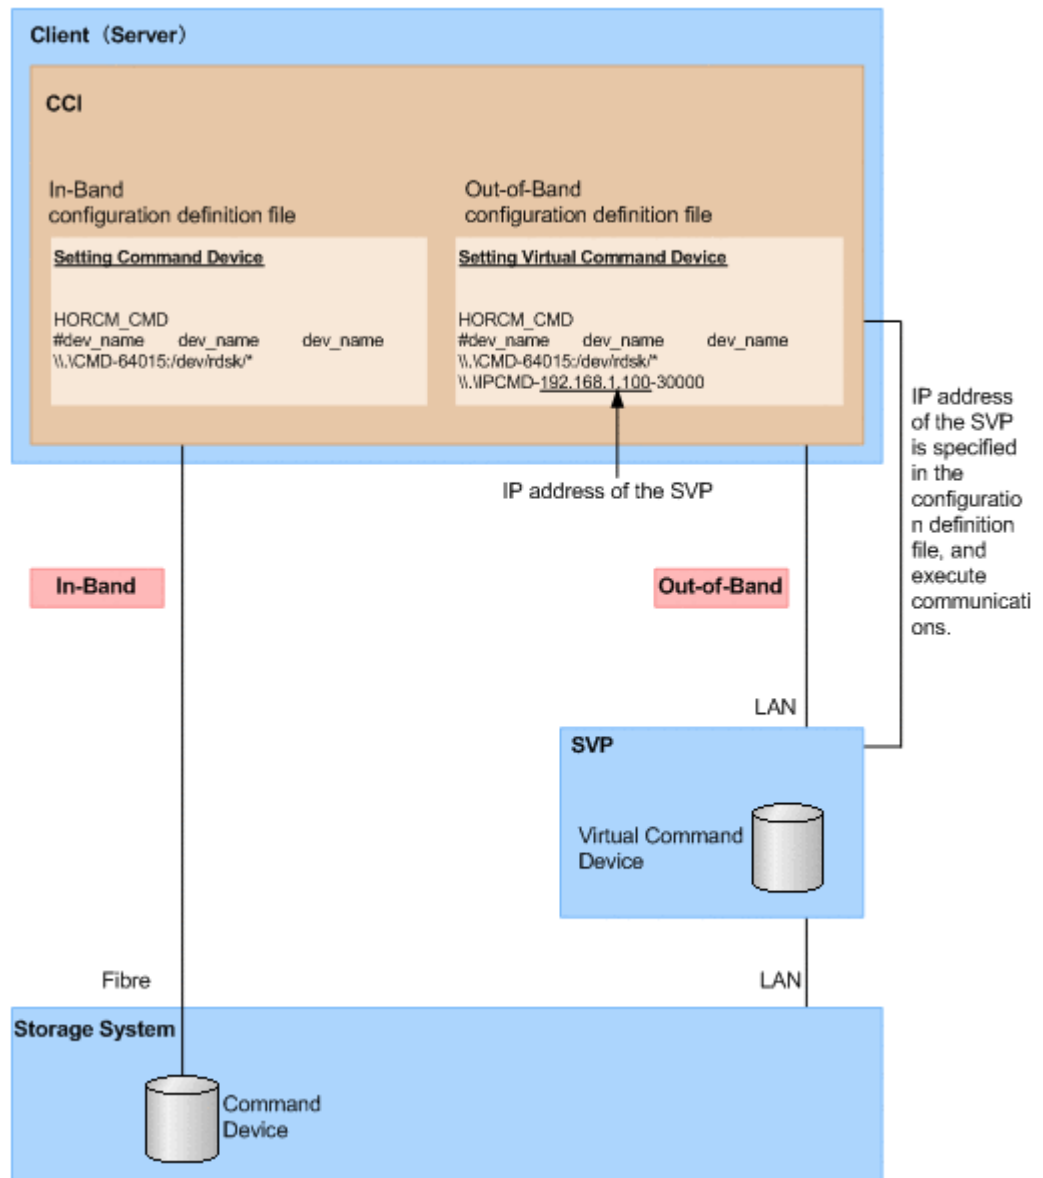 Client（Server）
CCI
In-Band
configuration definition file
Setting Command Device
HORCM_CMD
#dev_name dev_name dev_name
\\.\CMD-64015:/dev/rdsk/*
Out-of-Band
configuration definition file
Setting Virtual Command Device
HORCM_CMD
#dev_name dev_name dev_name
\\.\CMD-64015:/dev/rdsk/*
\\.\IPCMD-192.168.1.100-30000
IP address of the SVP
IP address
of the SVP
is specified
in the
configuratio
n definition
file, and
execute
communicati
ons.
In-Band
Out-of-Band
LAN
SVP
Virtual Command
Device
Fibre
LAN
Storage System
Command
Device